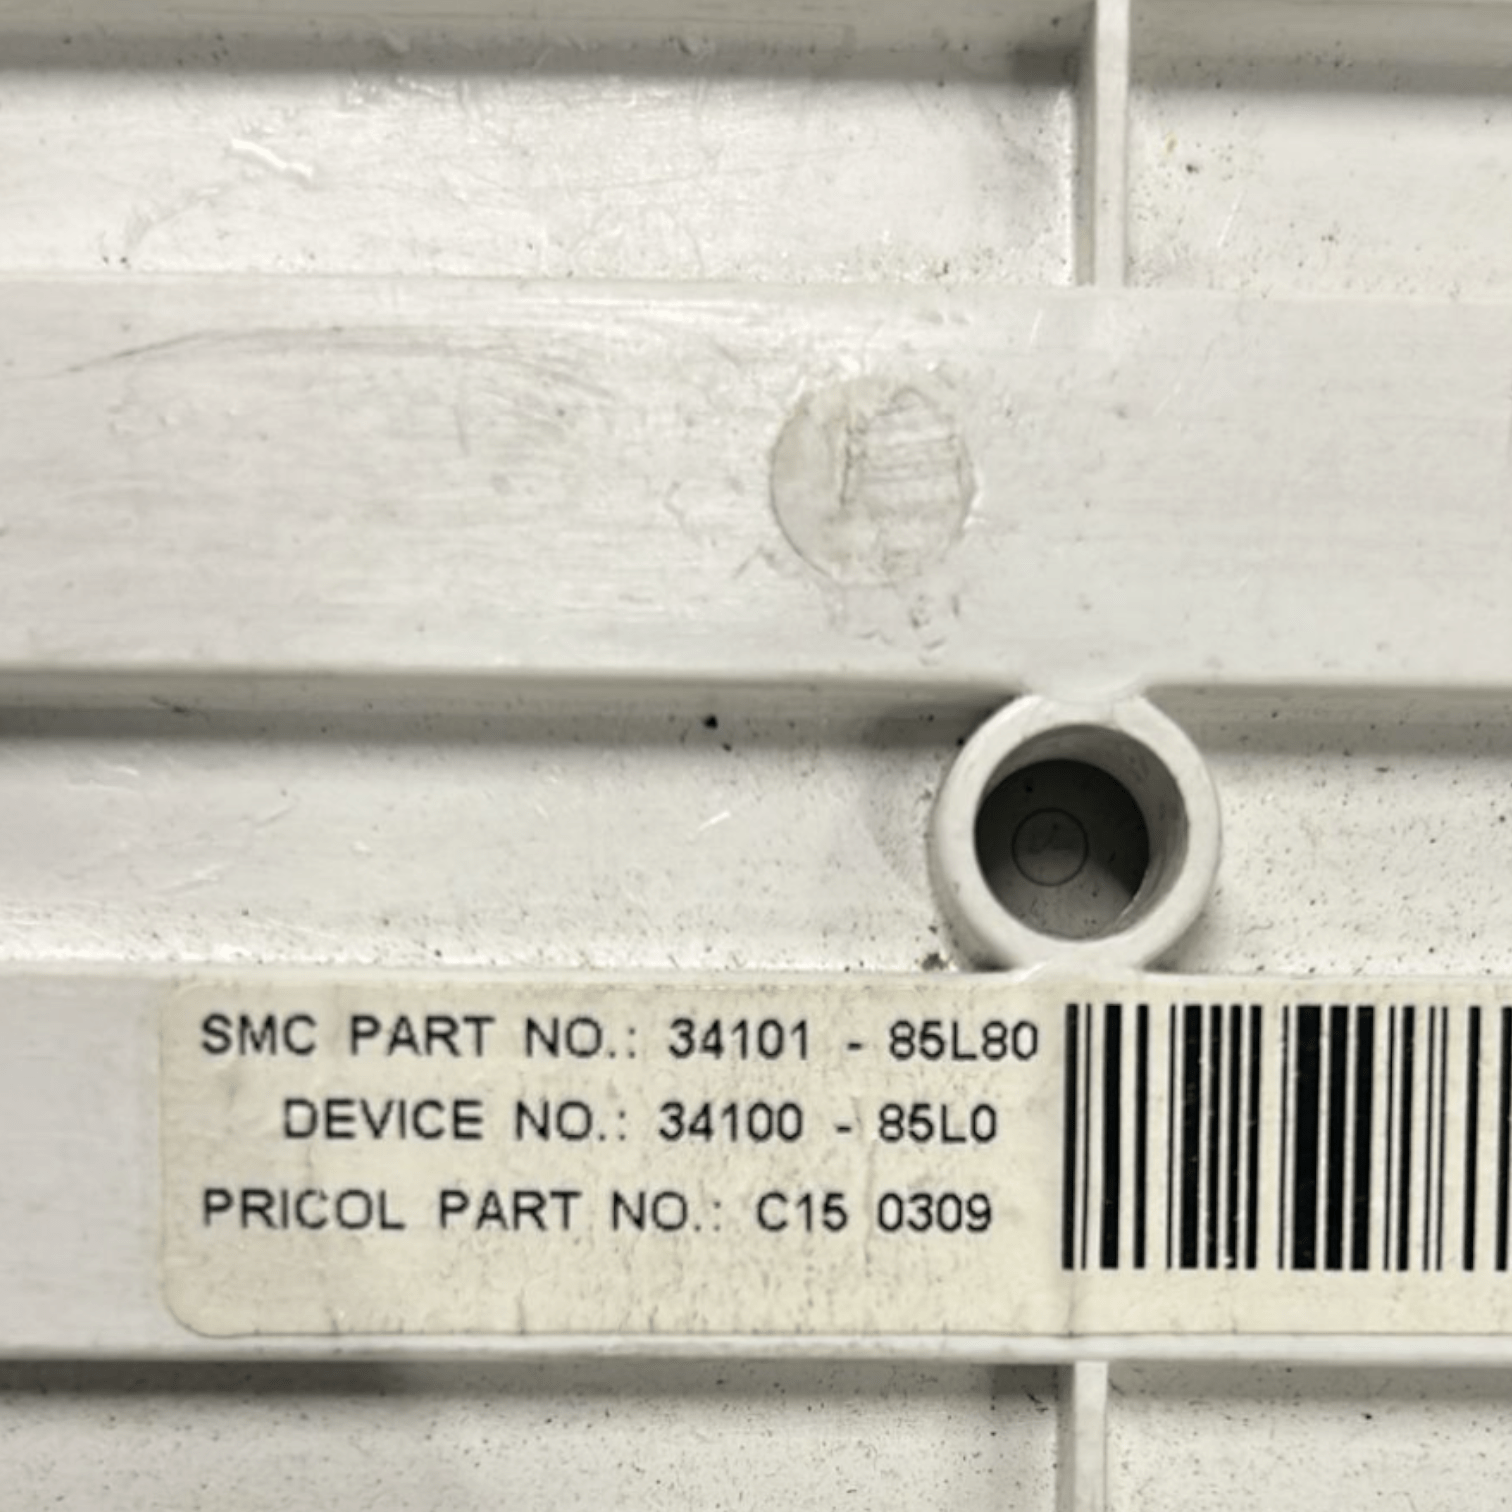 SMC PART NO.: 34101 - 85L80
DEVICE NO.: 34100 - 85L0
PRICOL PART NO.: C15 0309